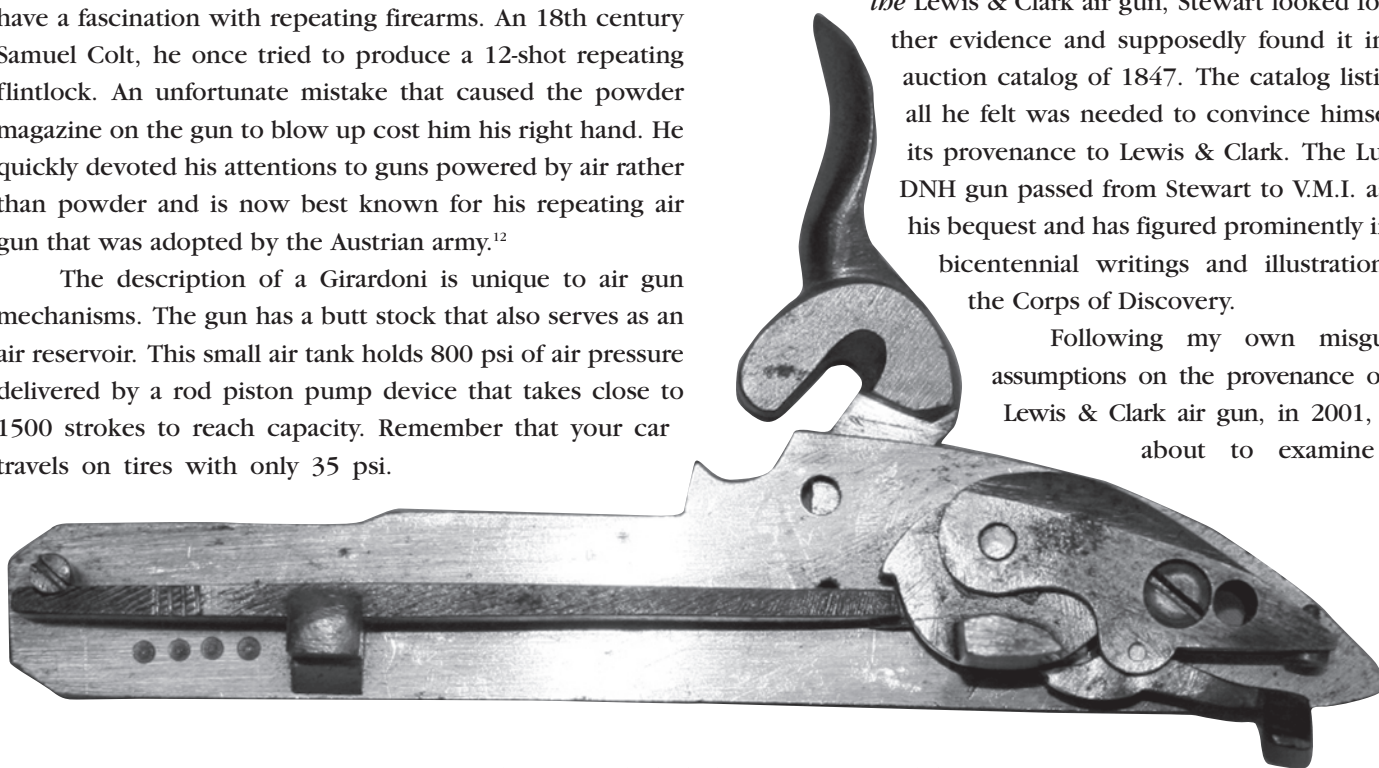 have a fascination with repeating firearms. An 18th century
Samuel Colt, he once tried to produce a 12-shot repeating
flintlock. An unfortunate mistake that caused the powder
magazine on the gun to blow up cost him his right hand. He
quickly devoted his attentions to guns powered by air rather
than powder and is now best known for his repeating air
gun that was adopted by the Austrian army.12
The description of a Girardoni is unique to air gun
mechanisms. The gun has a butt stock that also serves as an
air reservoir. This small air tank holds 800 psi of air pressure
delivered by a rod piston pump device that takes close to
1500 strokes to reach capacity. Remember that your car
travels on tires with only 35 psi.
the Lewis & Clark air gun, Stewart looked fo
ther evidence and supposedly found it in
auction catalog of 1847. The catalog listi
all he felt was needed to convince himse
its provenance to Lewis & Clark. The Lu
DNH gun passed from Stewart to V.M.I. a
his bequest and has figured prominently i
bicentennial writings and illustration
the Corps of Discovery.
Following my own misgu
assumptions on the provenance o
Lewis & Clark air gun, in 2001,
about to examine